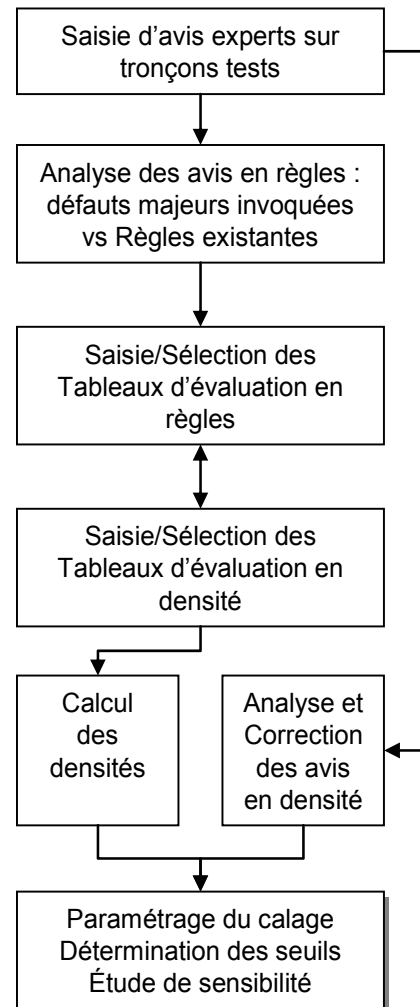 Saisie d’avis experts sur
tronçons tests
Analyse des avis en règles :
défauts majeurs invoquées
vs Règles existantes
Saisie/Sélection des
Tableaux d’évaluation en
règles
Saisie/Sélection des
Tableaux d’évaluation en
densité
Calcul
des
densités
Analyse et
Correction
des avis
en densité
Paramétrage du calage
Détermination des seuils
Étude de sensibilité